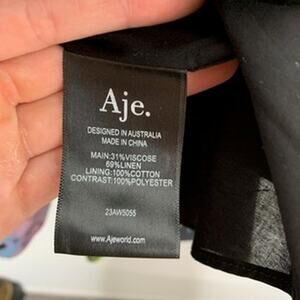 Aje.
DESIGNED IN AUSTRALIA
MADE IN CHINA
MAIN:31%VISCOSE
69%LINEN
LINING:100%COTTON
CONTRAST:100%POLYESTER
23AW5055
www.Ajeworld.com